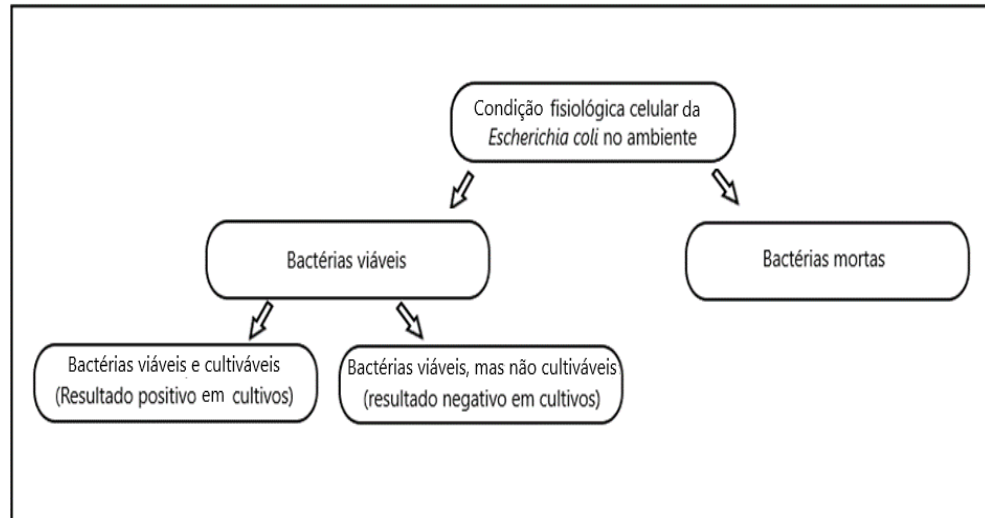 Condição fisiológica celular da
Escherichia coli no ambiente
Bactérias viáveis
Bactérias mortas
Bactérias viáveis e cultiváveis
(Resultado positivo em cultivos)
Bactérias viáveis, mas não cultiváveis
(resultado negativo em cultivos)